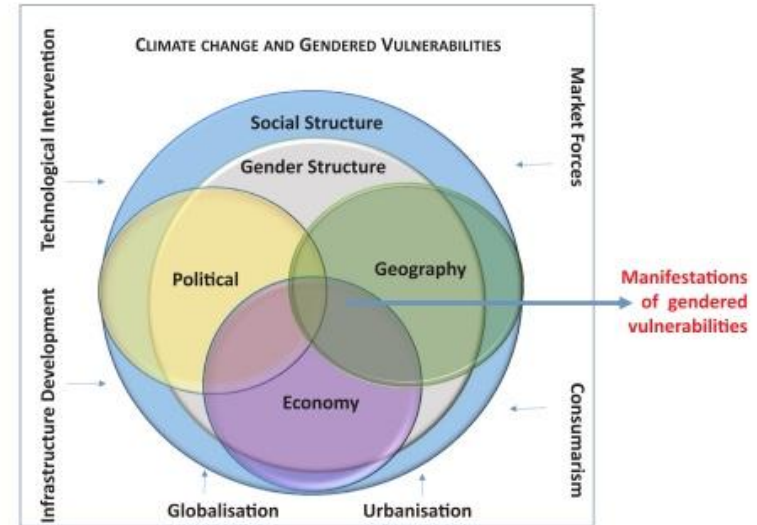 CLIMATE CHANGE AND GENDERED VULNERABILITIES
Technological Intervention
Market Forces
Social Structure
Gender Structure
Political
Geography
Manifestations
of gendered
vulnerabilities
Infrastructure Development
Economy
Consumarism
Globalisation
Urbanisation